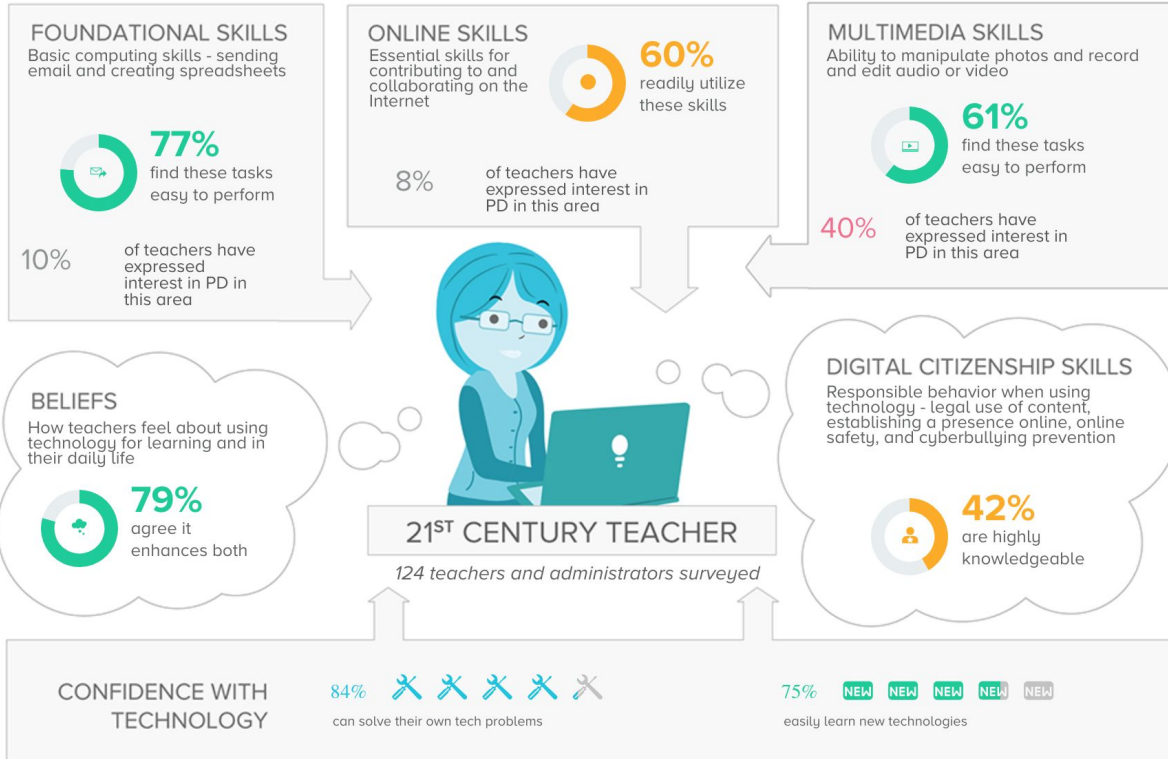 FOUNDATIONAL SKILLS
Basic computing skills - sending
email and creating spreadsheets
77%
find these tasks
easy to perform
10%
of teachers have
expressed
interest in PD in
this area
ONLINE SKILLS
Essential skills for
contributing to and
collaborating on the
Internet
60%
readily utilize
these skills
8%
of teachers have
expressed interest in
PD in this area
MULTIMEDIA SKILLS
Ability to manipulate photos and record
and edit audio or video
61%
find these tasks
easy to perform
40%
of teachers have
expressed interest in
PD in this area
BELIEFS
How teachers feel about using
technology for learning and in
their daily life
79%
agree it
enhances both
21ST CENTURY TEACHER
124 teachers and administrators surveyed
DIGITAL CITIZENSHIP SKILLS
Responsible behavior when using
technology - legal use of content,
establishing a presence online, online
safety, and cyberbullying prevention
42%
are highly
knowledgeable
CONFIDENCE WITH
TECHNOLOGY
84%
can solve their own tech problems
75% NEW NEW NEW NEW NEW
easily learn new technologies